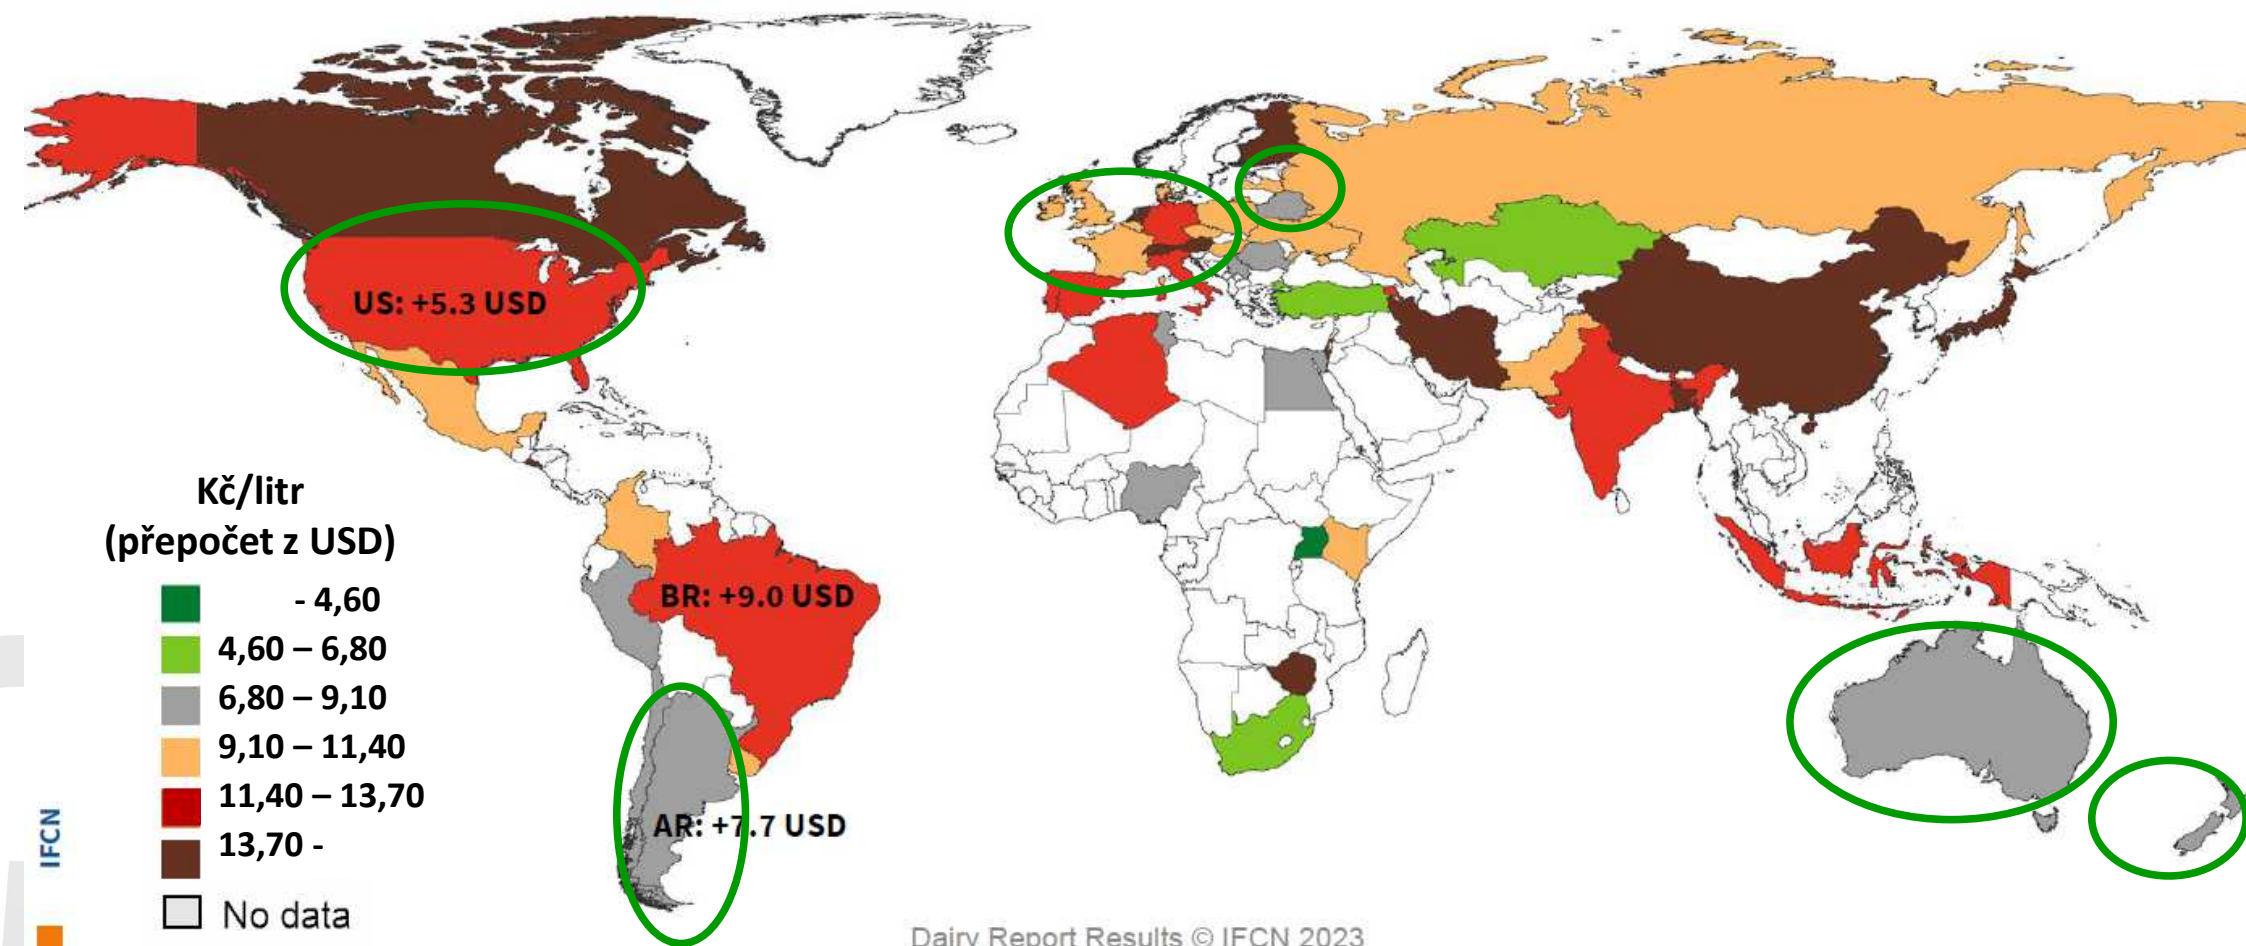 US: +5.3 USD
BR: +9.0 USD
AR: +7.7 USD
Kč/litr
(přepočet z USD)
- 4,60
4,60 – 6,80
6,80 – 9,10
9,10 – 11,40
11,40 – 13,70
13,70 -
No data
IFCN
Dairy Report Results © IFCN 2023